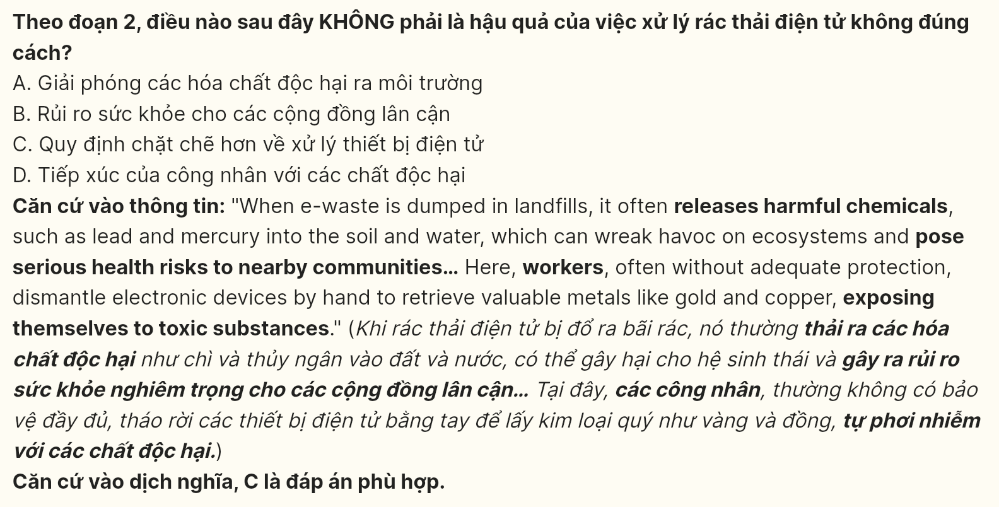 Theo đoạn 2, điều nào sau đây KHÔNG phải là hậu quả của việc xử lý rác thải điện tử không đúng
cách?
A. Giải phóng các hóa chất độc hại ra môi trường
B. Rủi ro sức khỏe cho các cộng đồng lân cận
C. Quy định chặt chẽ hơn về xử lý thiết bị điện tử
D. Tiếp xúc của công nhân với các chất độc hại
Căn cứ vào thông tin: "When e-waste is dumped in landfills, it often releases harmful chemicals,
such as lead and mercury into the soil and water, which can wreak havoc on ecosystems and pose
serious health risks to nearby communities... Here, workers, often without adequate protection,
dismantle electronic devices by hand to retrieve valuable metals like gold and copper, exposing
themselves to toxic substances." (Khi rác thải điện tử bị đổ ra bãi rác, nó thường thải ra các hóa
chất độc hại như chì và thủy ngân vào đất và nước, có thể gây hại cho hệ sinh thái và gây ra rủi ro
sức khỏe nghiêm trọng cho các cộng đồng lân cận... Tại đây, các công nhân, thường không có bảo
vệ đầy đủ, tháo rời các thiết bị điện tử bằng tay để lấy kim loại quý như vàng và đồng, tự phơi nhiễm
với các chất độc hại.)
Căn cứ vào dịch nghĩa, C là đáp án phù hợp.